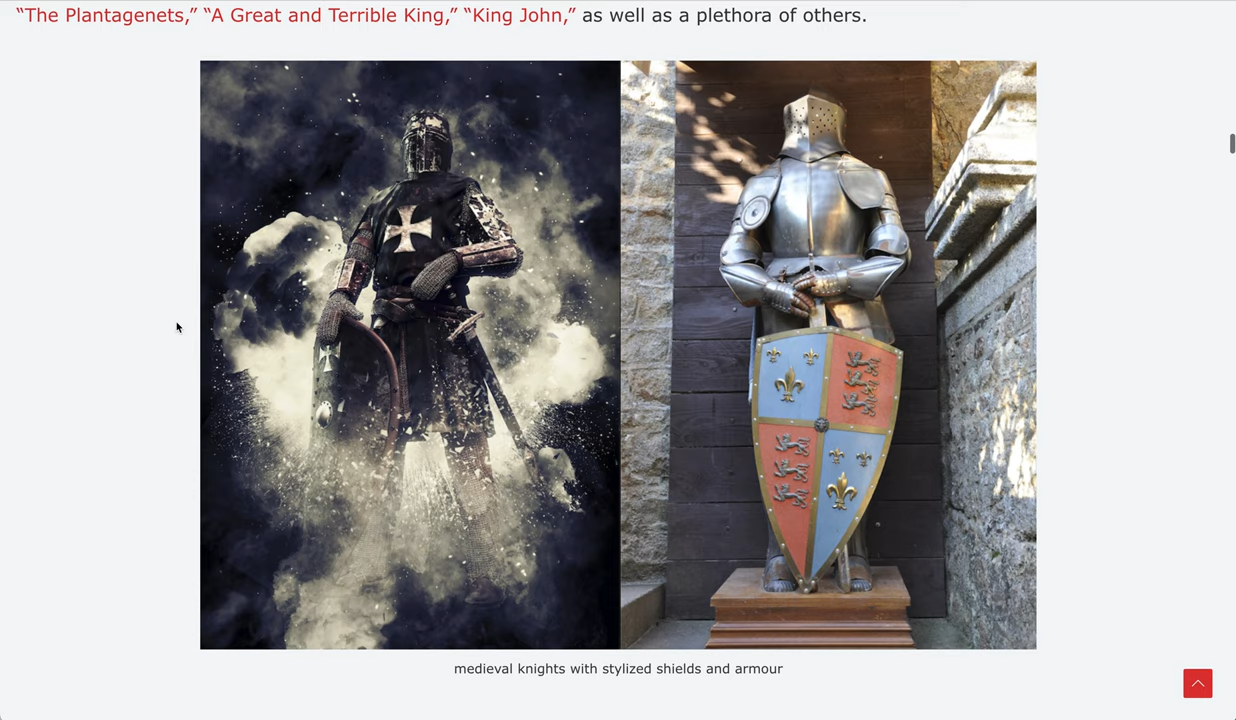 “The Plantagenets,” “A Great and Terrible King,” “King John,” as well as a plethora of others.
medieval knights with stylized shields and armour